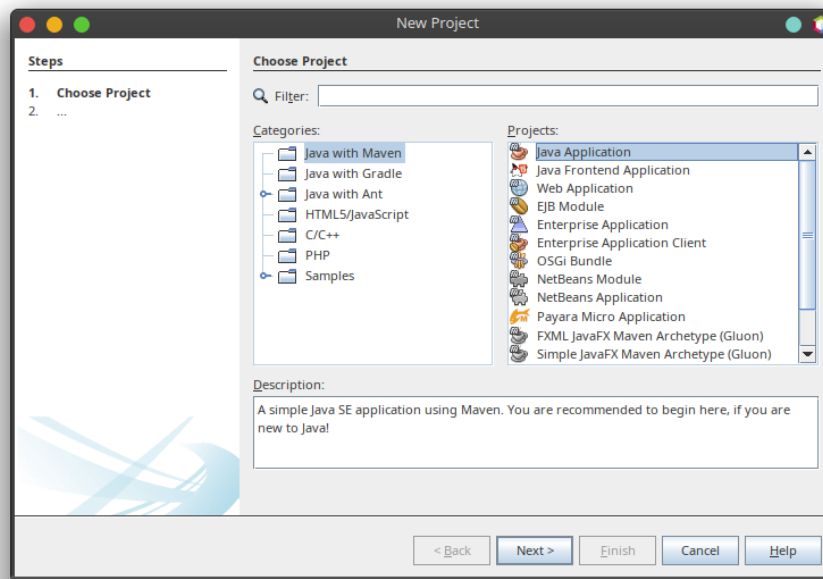 New Project
Steps
1. Choose Project
2. ...
Choose Project
Filter:
Categories:
Java with Maven
Java with Gradle
Java with Ant
HTML5/JavaScript
C/C++
PHP
Samples
Projects:
Java Application
Java Frontend Application
Web Application
EJB Module
Enterprise Application
Enterprise Application Client
OSGi Bundle
NetBeans Module
NetBeans Application
Payara Micro Application
FXML JavaFX Maven Archetype (Gluon)
Simple JavaFX Maven Archetype (Gluon)
Description:
A simple Java SE application using Maven. You are recommended to begin here, if you are
new to Java!
< Back
Next >
Finish
Cancel
Help